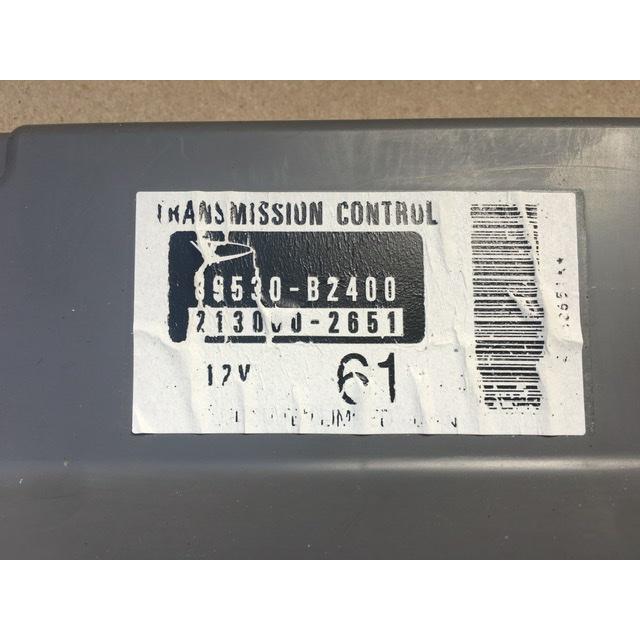 TRANSMISSION CONTROL
89530-B2400
213000-2651
12V
61